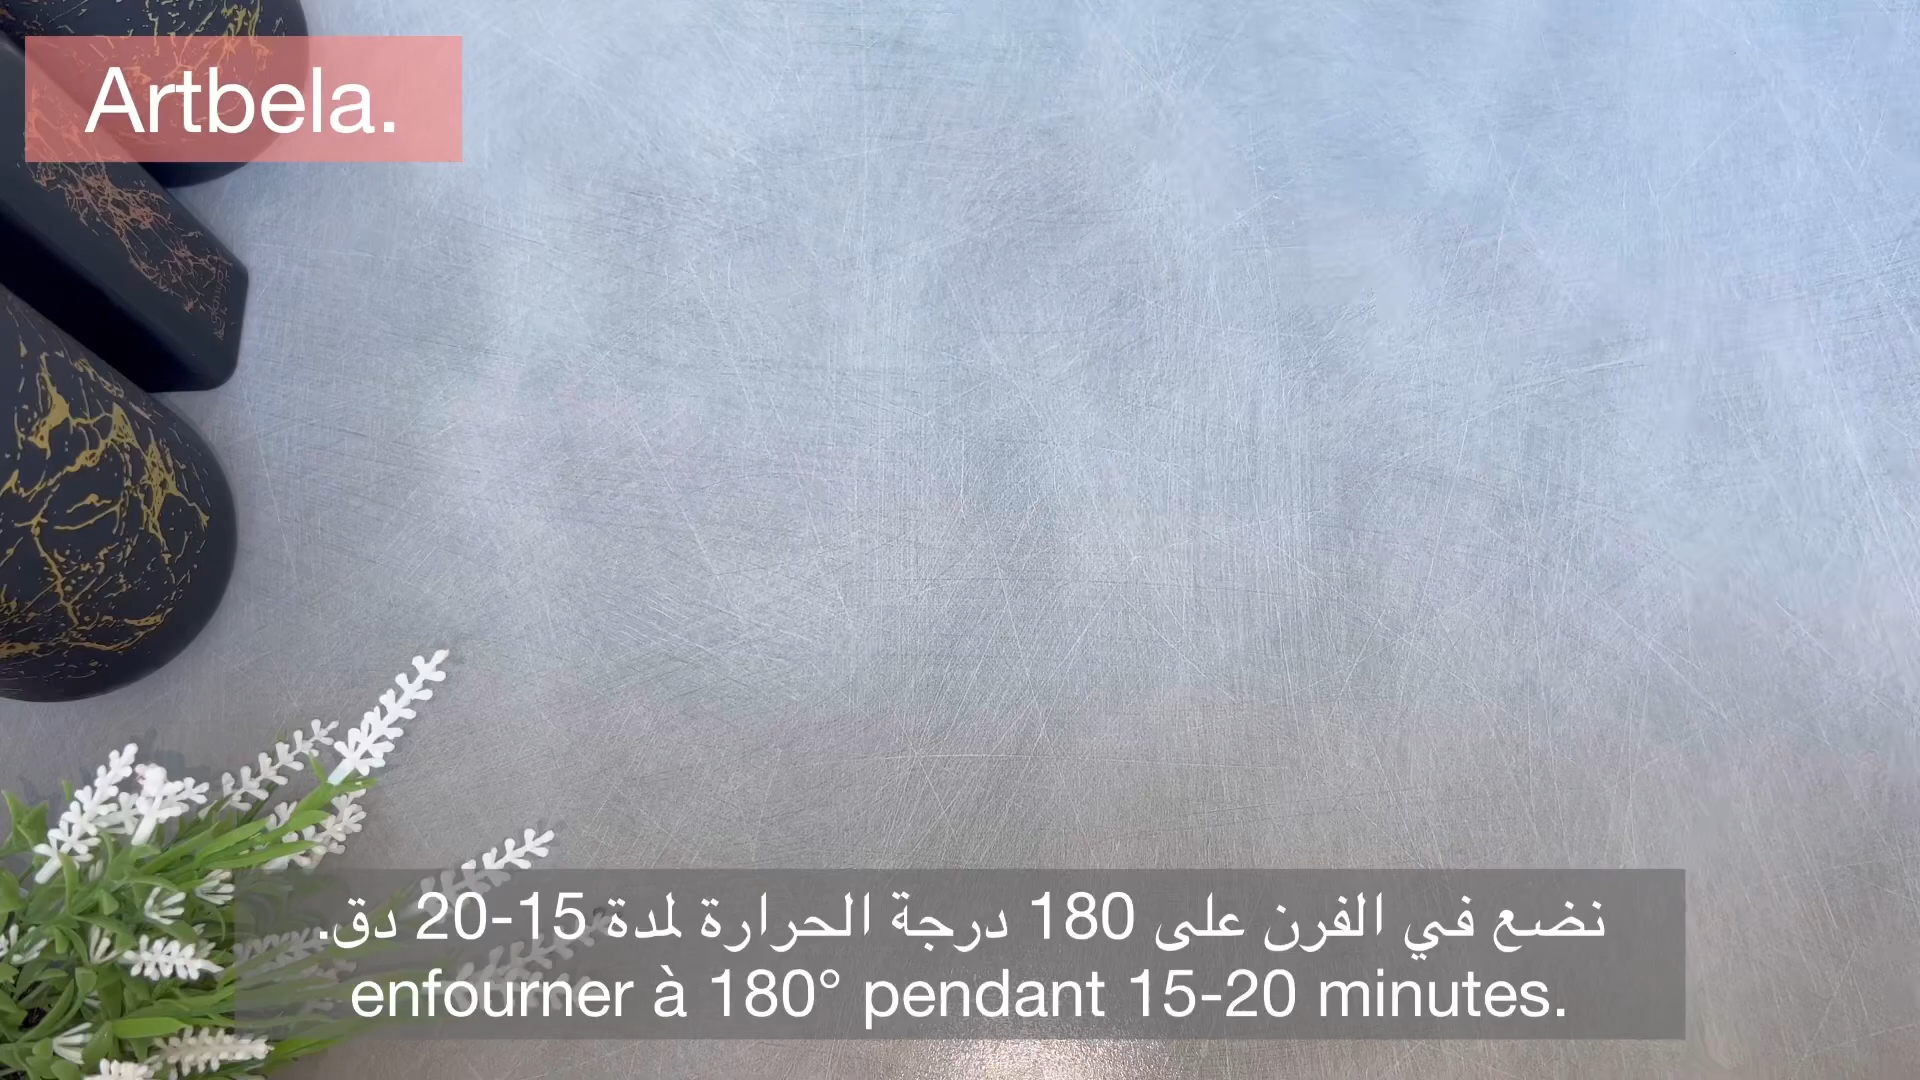 Artbela.
نضع في الفرن على 180 درجة الحرارة لمدة 15-20 دق.
enfourner à 180° pendant 15-20 minutes.